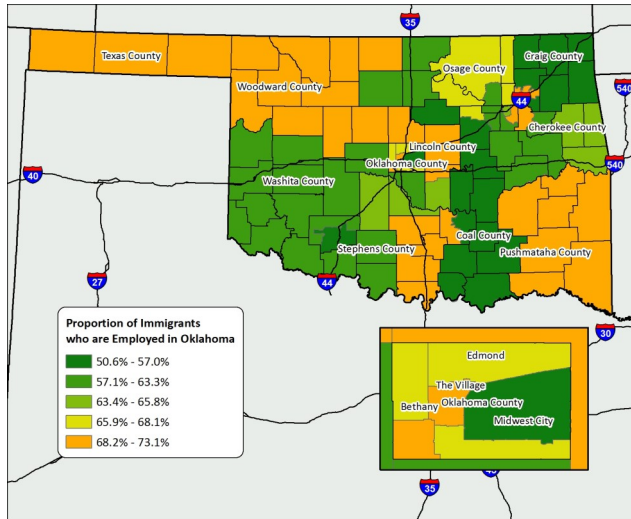 35
Texas County
Craig County
Osage County
Woodward County
44
540
Cherokee County
Lincoln County
Oklahoma County
540
40
Washita County
Coal County
Stephens County
Pushmataha County
27
44
Proportion of Immigrants
who are Employed in Oklahoma
50.6% - 57.0%
57.1% - 63.3%
63.4% - 65.8%
65.9% - 68.1%
68.2% - 73.1%
30
Edmond
The Village
Bethany
Oklahoma County
Midwest City
35